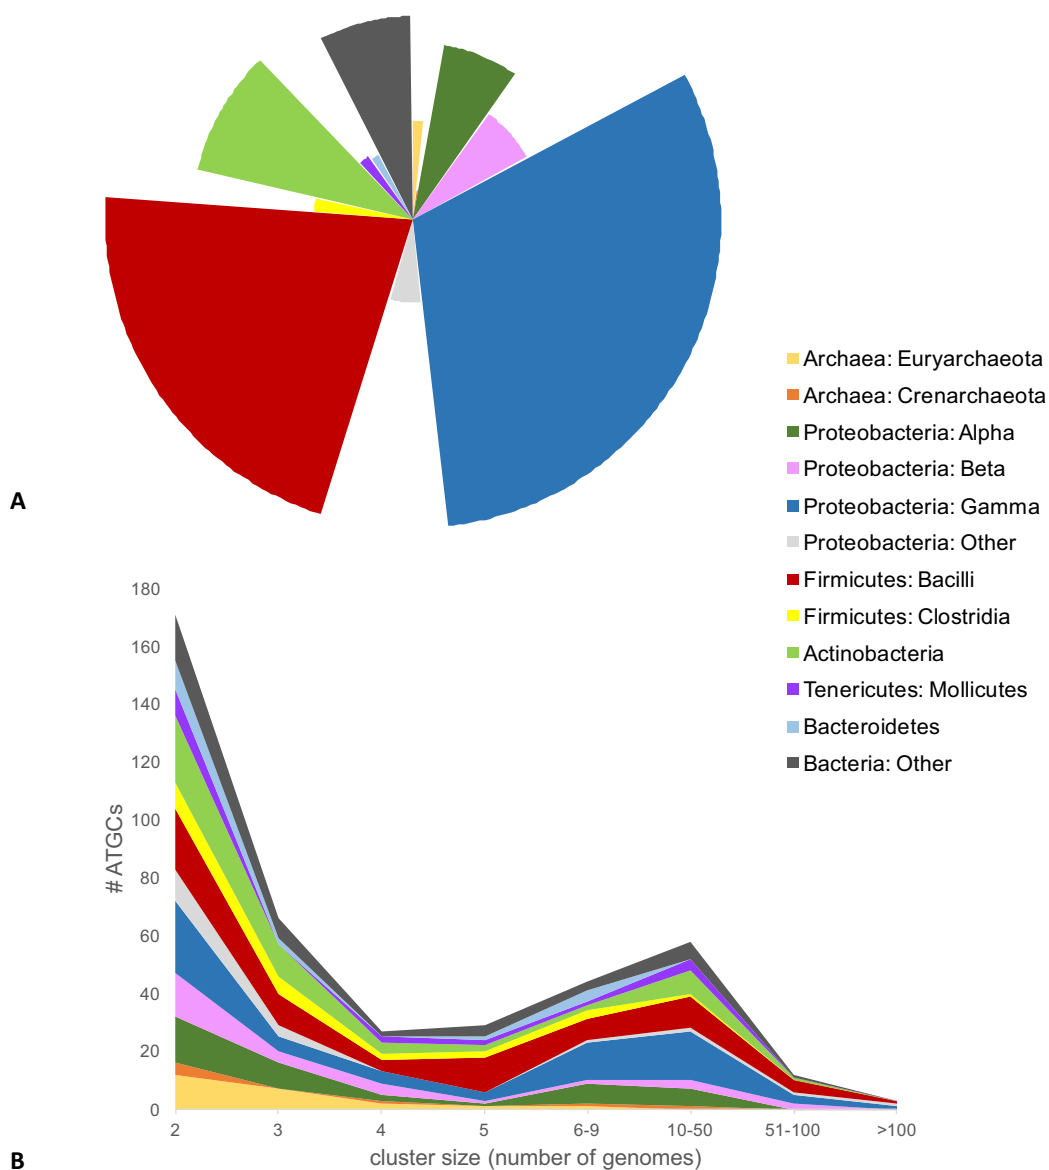 A
Archaea: Euryarchaeota
Archaea: Crenarchaeota
Proteobacteria: Alpha
Proteobacteria: Beta
Proteobacteria: Gamma
Proteobacteria: Other
Firmicutes: Bacilli
Firmicutes: Clostridia
Actinobacteria
Tenericutes: Mollicutes
Bacteroidetes
Bacteria: Other
180
160
140
120
100
80
60
40
20
0
# ATGCs
2 3 4 5 6-9 10-50 51-100 >100
cluster size (number of genomes)
B